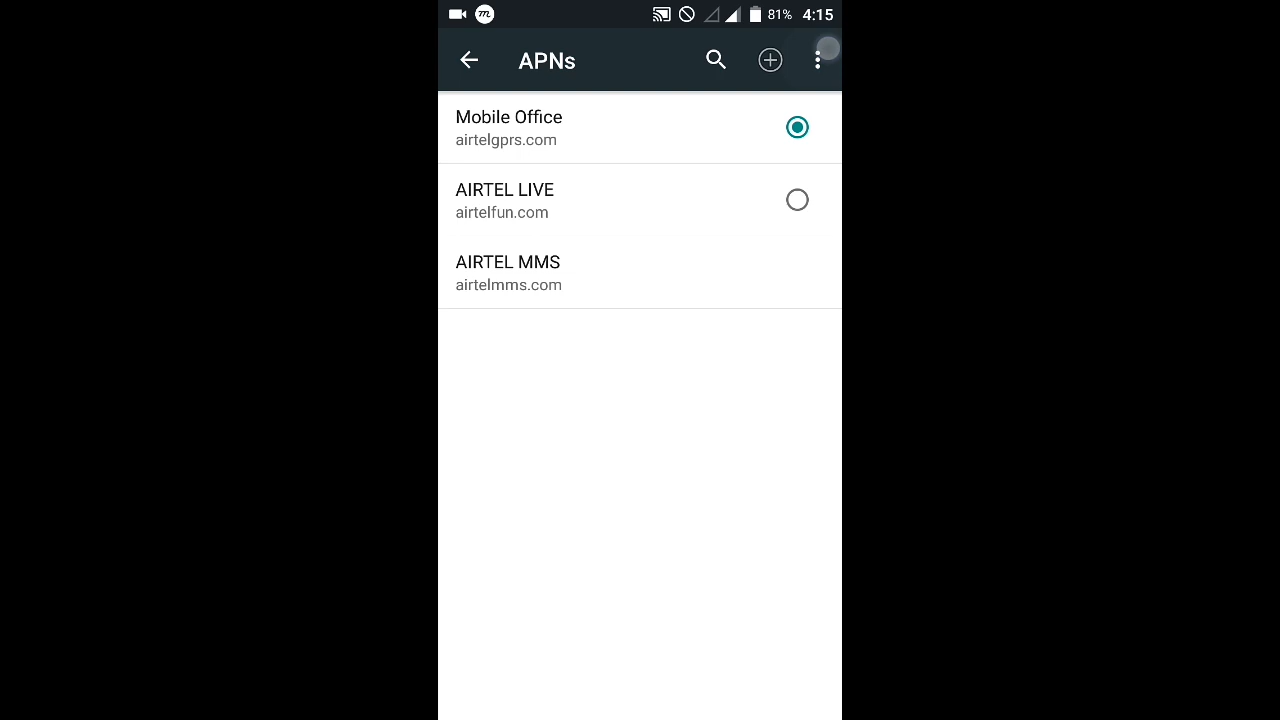 81% 4:15
APNs
Mobile Office
airtelgprs.com
AIRTEL LIVE
airtelfun.com
AIRTEL MMS
airtelmms.com